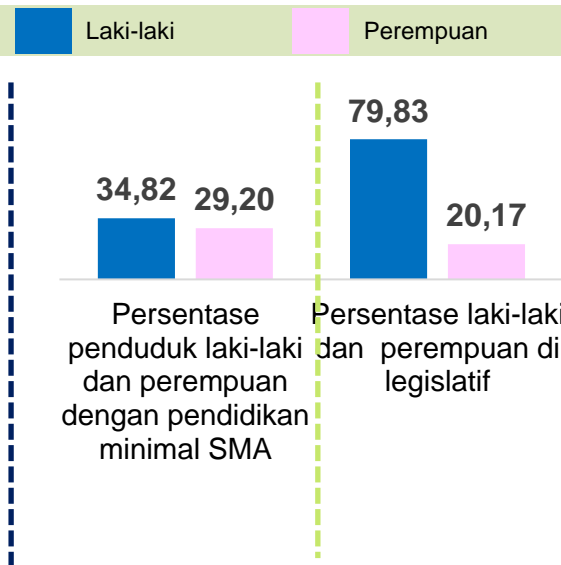 Laki-laki
Perempuan
34,82
29,20
79,83
20,17
Persentase
penduduk laki-laki
dan perempuan
dengan pendidikan
minimal SMA
Persentase laki-laki
dan perempuan di
legislatif